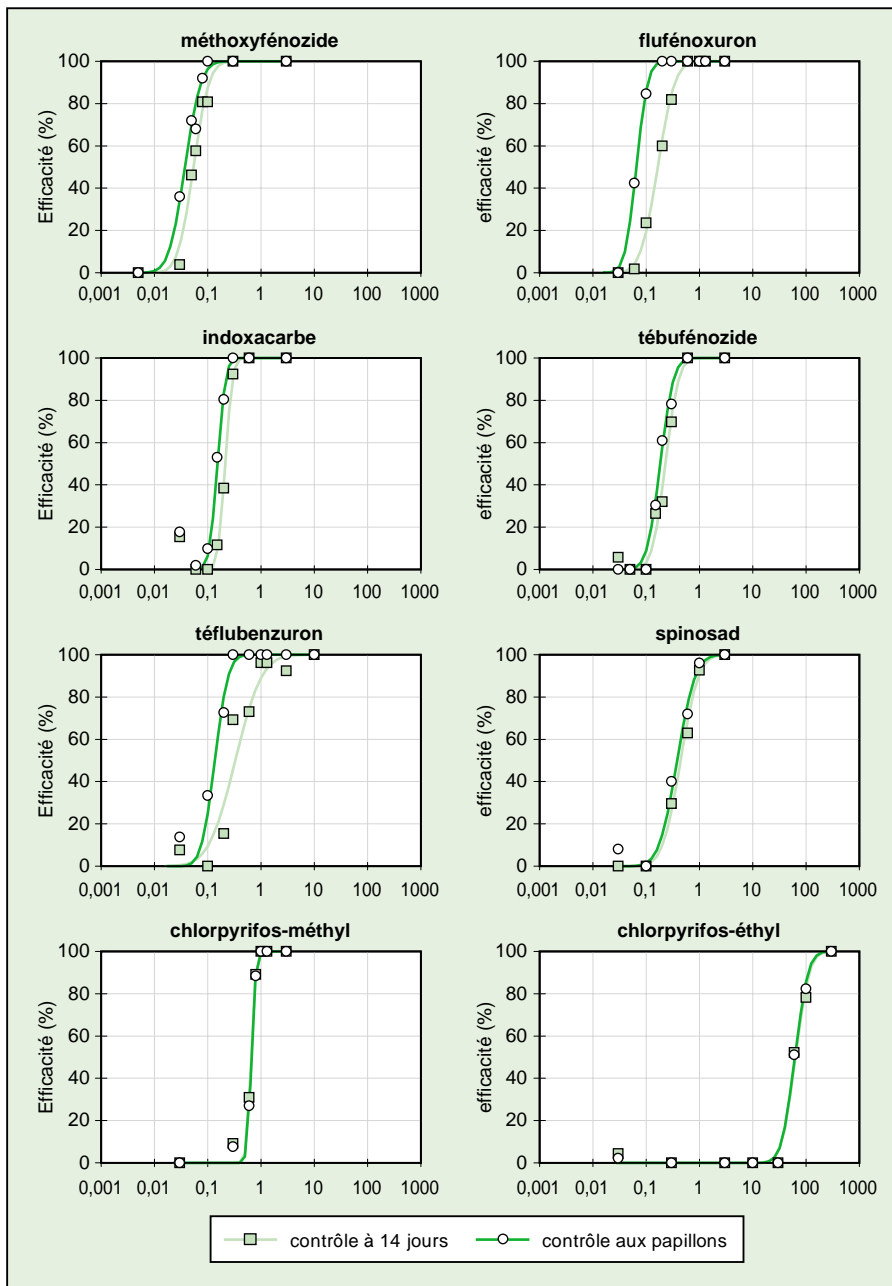 méthoxyfénozide
flufénoxuron
Efficacité (%)
100
80
60
40
20
0
0,001 0,01 0,1 1 10 100 1000
efficacité (%)
100
80
60
40
20
0
0,001 0,01 0,1 1 10 100 1000
indoxacarbe
tébufénozide
Efficacité (%)
100
80
60
40
20
0
0,001 0,01 0,1 1 10 100 1000
efficacité (%)
100
80
60
40
20
0
0,001 0,01 0,1 1 10 100 1000
téflubenzuron
spinosad
Efficacité (%)
100
80
60
40
20
0
0,001 0,01 0,1 1 10 100 1000
efficacité (%)
100
80
60
40
20
0
0,001 0,01 0,1 1 10 100 1000
chlorpyrifos-méthyl
chlorpyrifos-éthyl
Efficacité (%)
100
80
60
40
20
0
0,001 0,01 0,1 1 10 100 1000
efficacité (%)
100
80
60
40
20
0
0,001 0,01 0,1 1 10 100 1000
contrôle à 14 jours contrôle aux papillons